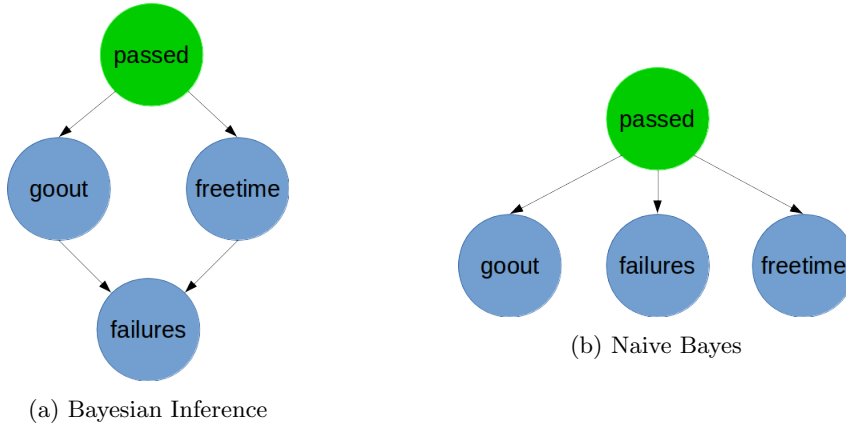 passed
goout
freetime
failures
(a) Bayesian Inference
passed
goout
failures
freetime
(b) Naive Bayes